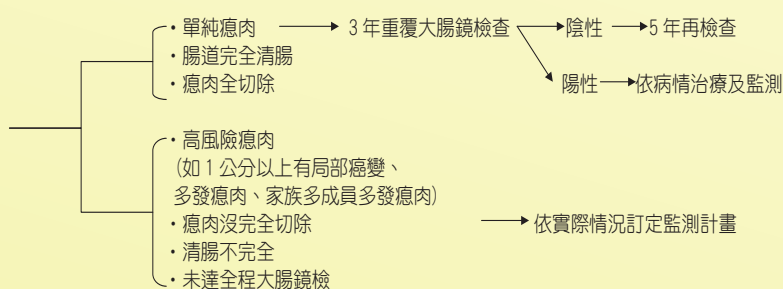 ・單純瘜肉 3年重覆大腸鏡檢查 陰性 5年再檢查
・腸道完全清腸
・瘜肉全切除 陽性 依病情治療及監測
・高風險瘜肉
(如1公分以上有局部癌變、
多發瘜肉、家族多成員多發瘜肉)
・瘜肉沒完全切除 依實際情況訂定監測計畫
・清腸不完全
・未達全程大腸鏡檢